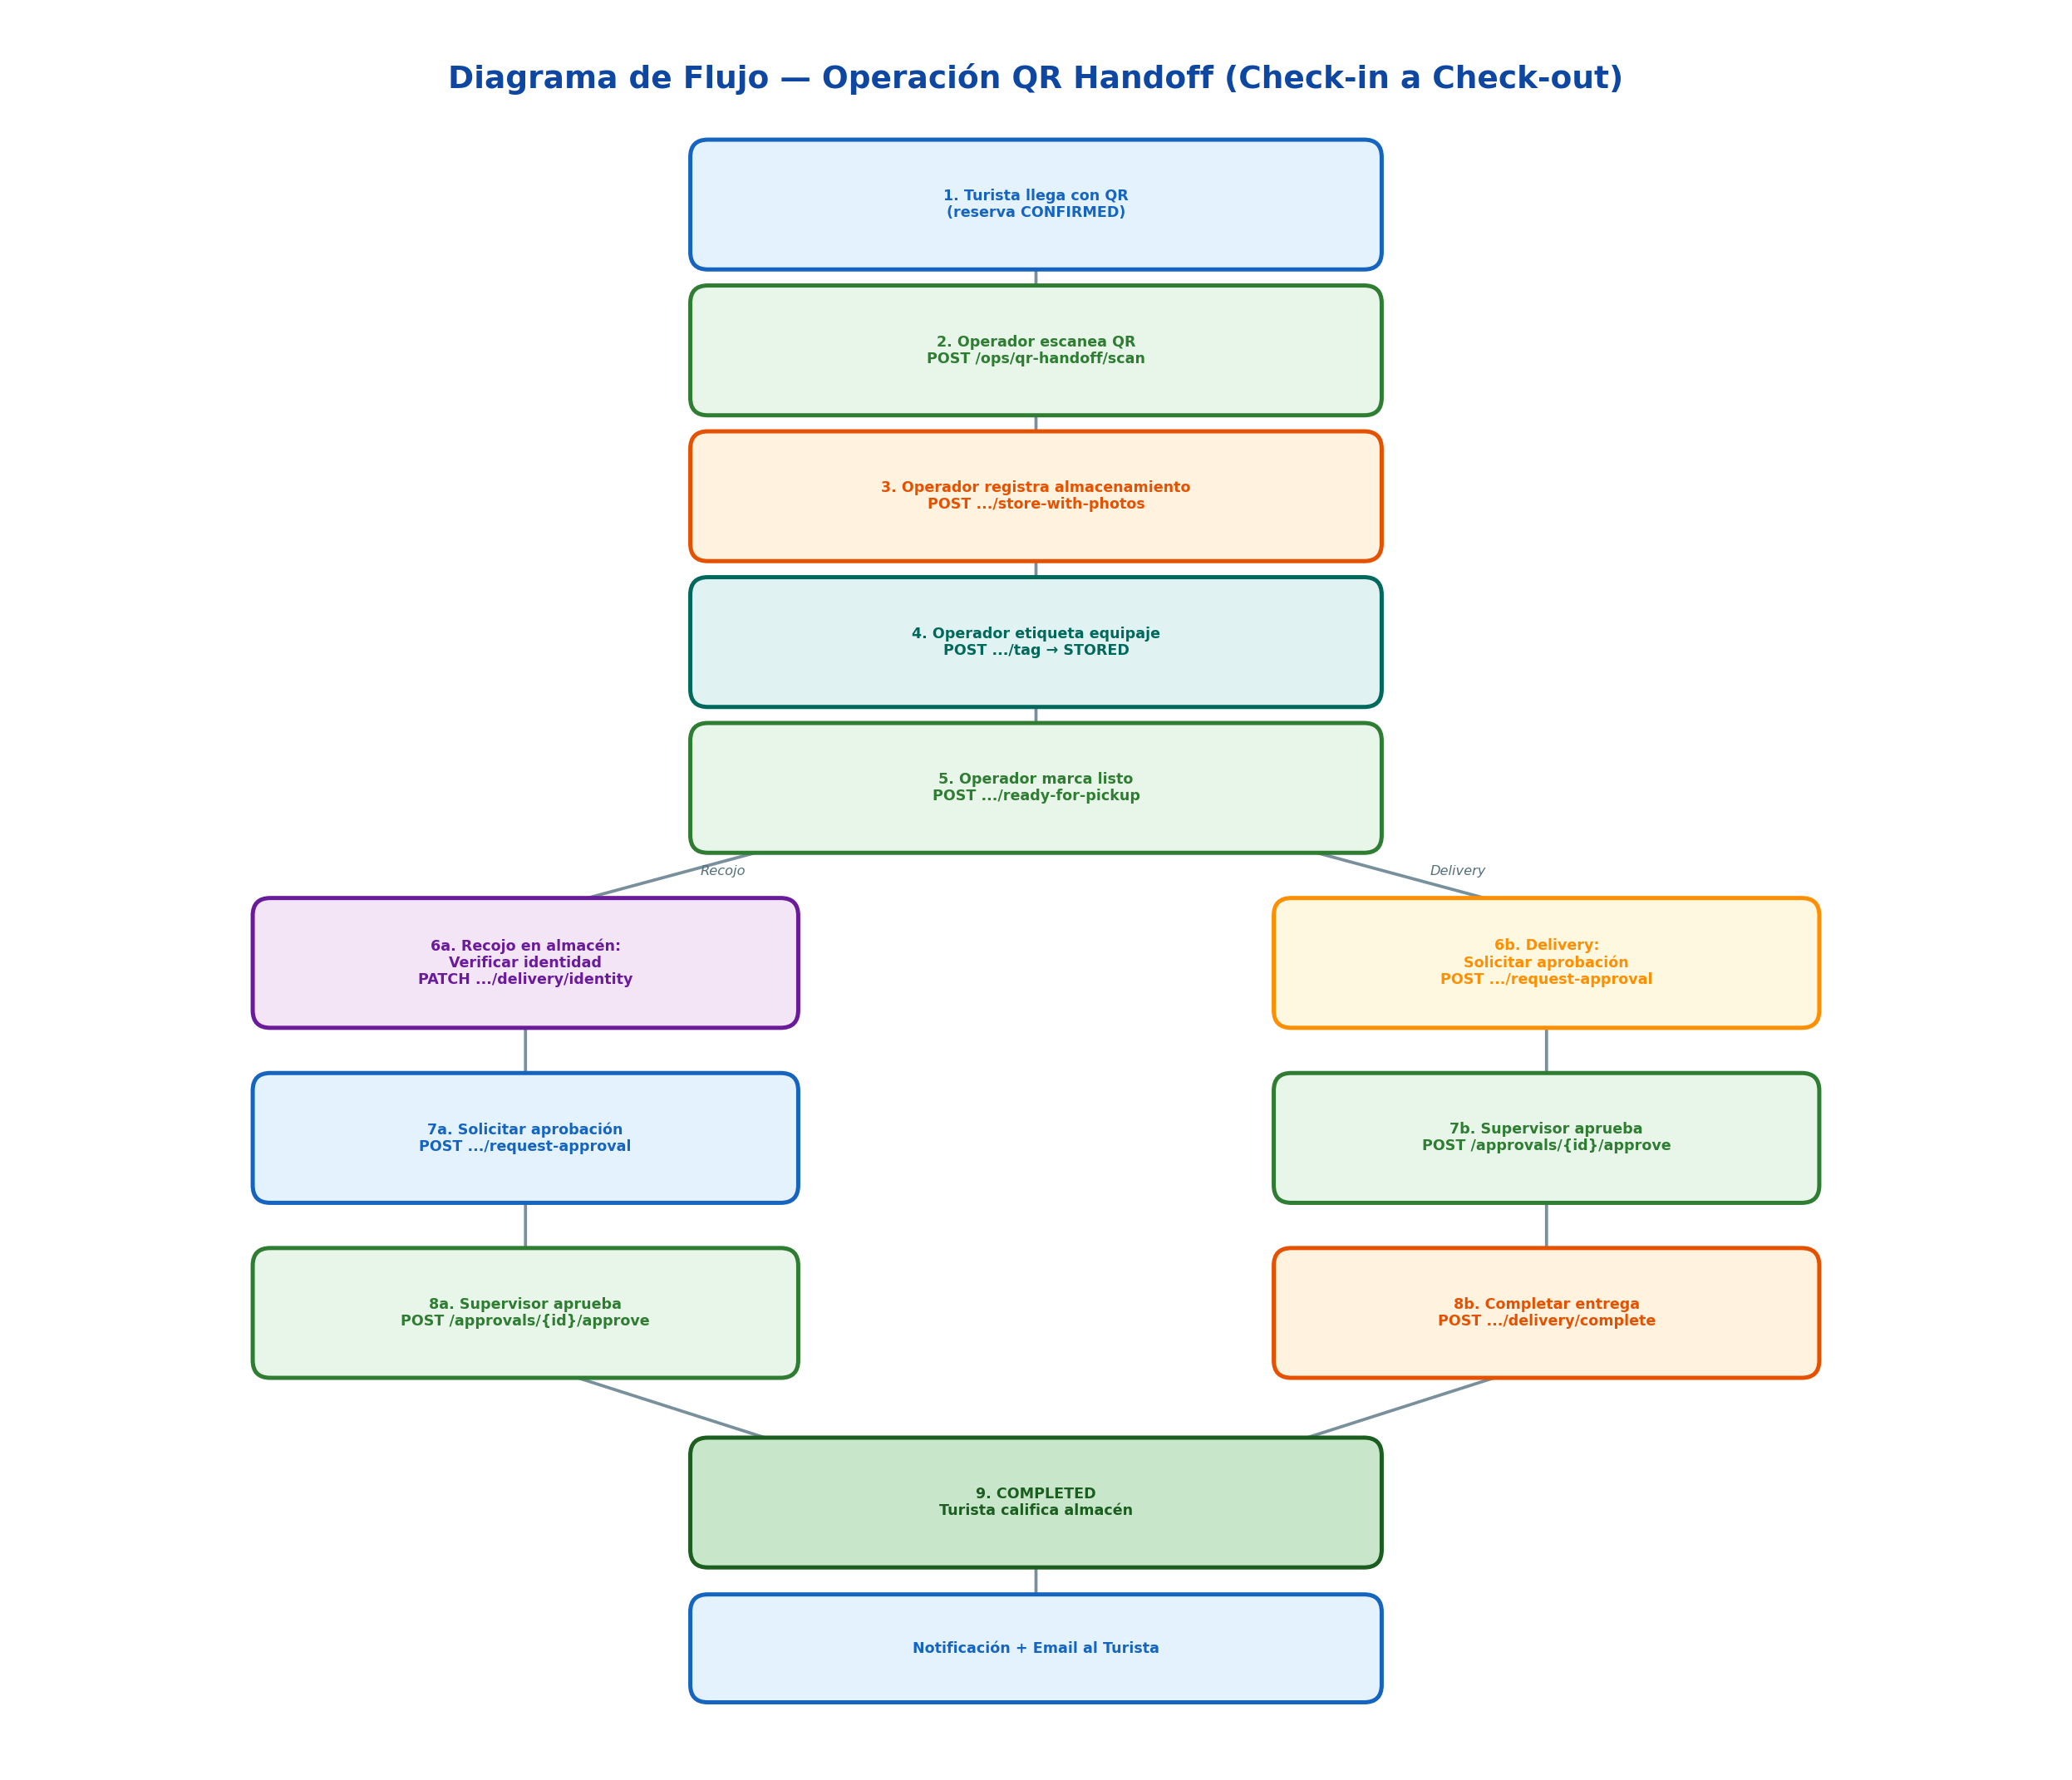 Diagrama de Flujo — Operación QR Handoff (Check-in a Check-out)
1. Turista llega con QR
(reserva CONFIRMED)
2. Operador escanea QR
POST /ops/qr-handoff/scan
3. Operador registra almacenamiento
POST .../store-with-photos
4. Operador etiqueta equipaje
POST .../tag → STORED
5. Operador marca listo
POST .../ready-for-pickup
Recojo
Delivery
6a. Recojo en almacén:
Verificar identidad
PATCH .../delivery/identity
6b. Delivery:
Solicitar aprobación
POST .../request-approval
7a. Solicitar aprobación
POST .../request-approval
7b. Supervisor aprueba
POST /approvals/{id}/approve
8a. Supervisor aprueba
POST /approvals/{id}/approve
8b. Completar entrega
POST .../delivery/complete
9. COMPLETED
Turista califica almacén
Notificación + Email al Turista